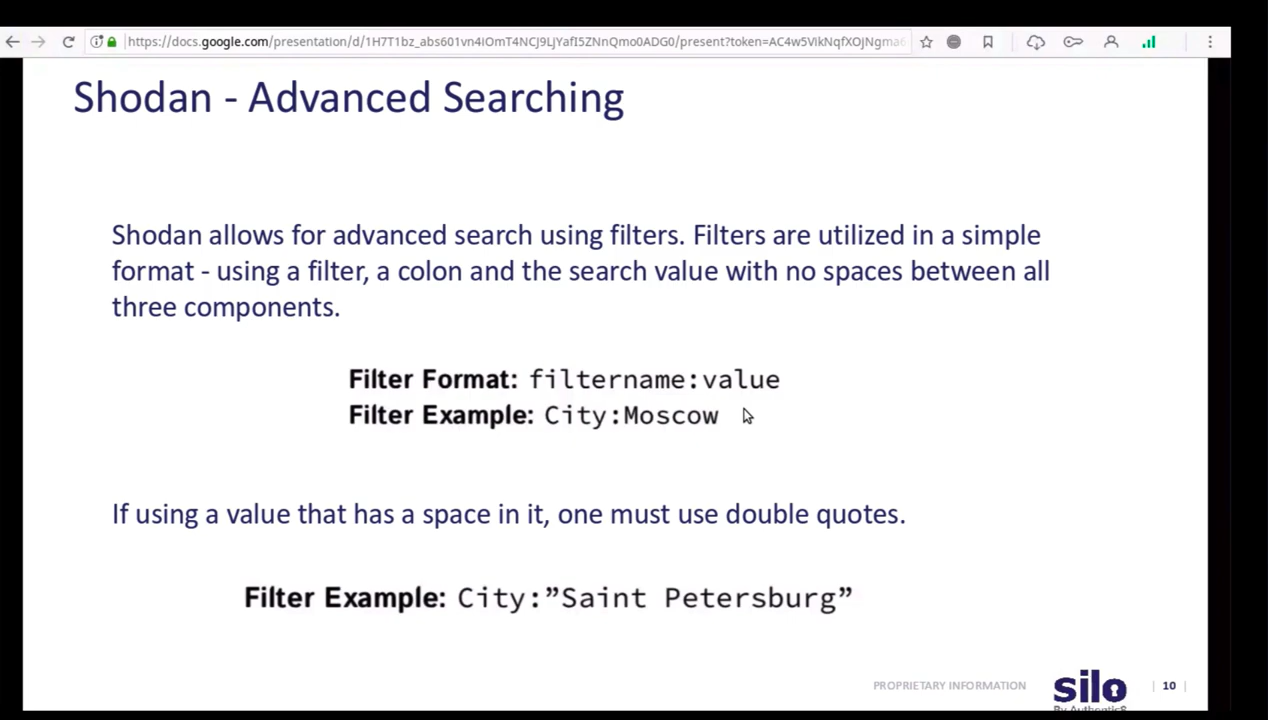 https://docs.google.com/presentation/d/1H7T1bz_abs601vn4iOmT4NCJ9LJYafI5ZNnQmo0ADG0/present?token=AC4w5VikNqfXOjNgma6
Shodan - Advanced Searching
Shodan allows for advanced search using filters. Filters are utilized in a simple
format - using a filter, a colon and the search value with no spaces between all
three components.
Filter Format: filtername:value
Filter Example: City:Moscow
If using a value that has a space in it, one must use double quotes.
Filter Example: City:”Saint Petersburg”
PROPRIETARY INFORMATION
silo
By Authentic8
| 10 |